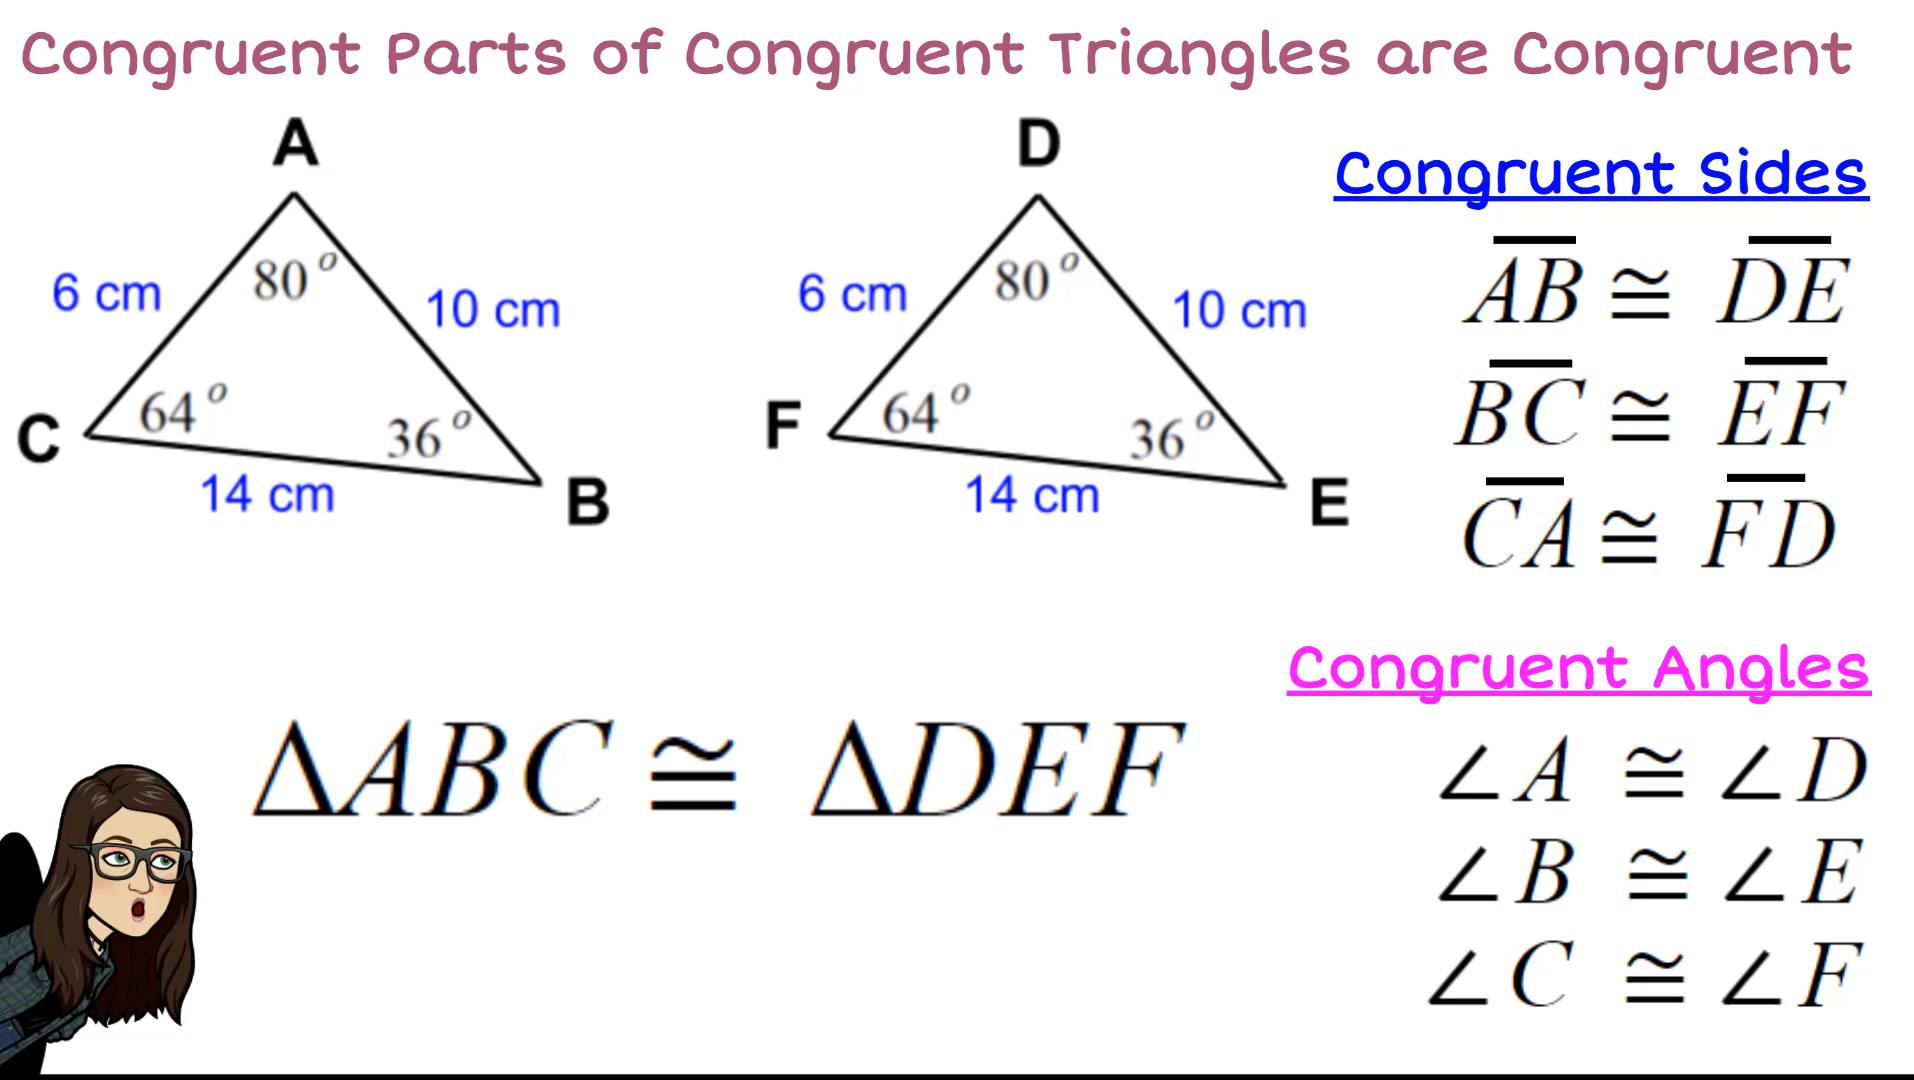 Congruent Parts of Congruent Triangles are Congruent
A
80°
6 cm
10 cm
C
64°
36°
14 cm
B
D
80°
6 cm
10 cm
F
64°
36°
14 cm
E
Congruent Sides
AB ≅ DE
BC ≅ EF
CA ≅ FD
Congruent Angles
∠A ≅ ∠D
∠B ≅ ∠E
∠C ≅ ∠F
ΔABC ≅ ΔDEF